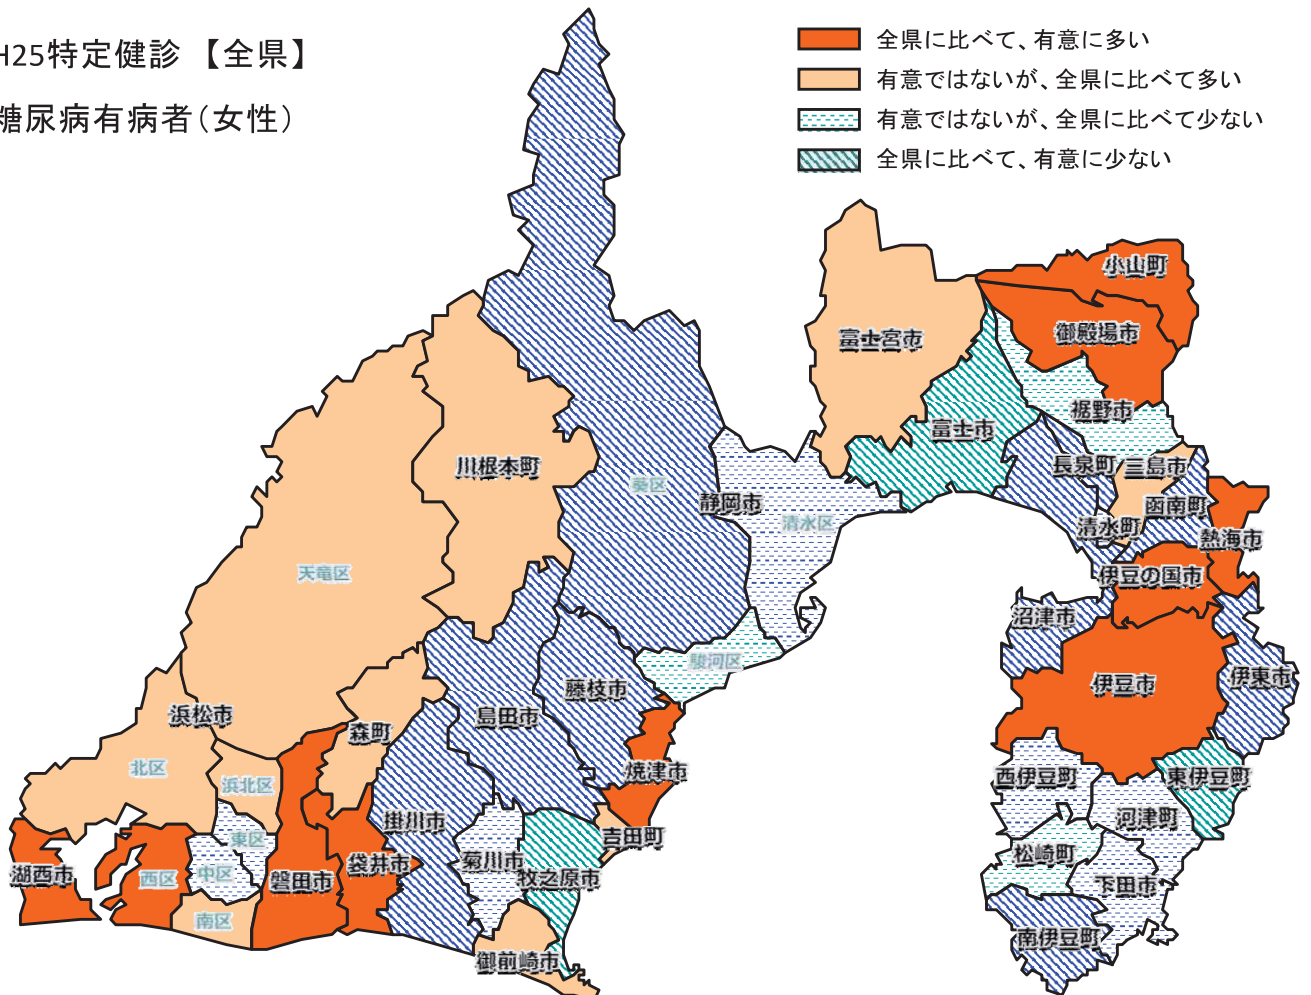 H25特定健診 【全県】
糖尿病有病者(女性)
全県に比べて、有意に多い
有意ではないが、全県に比べて多い
有意ではないが、全県に比べて少ない
全県に比べて、有意に少ない
小山町
御殿場市
富士宮市
裾野市
富士市
長泉町
三島市
川根本町
葵区
静岡市
清水区
函南町
清水町
熱海市
天竜区
伊豆の国市
沼津市
駿河区
藤枝市
伊豆市
伊東市
浜松市
島田市
森町
北区
浜北区
焼津市
西伊豆町
東伊豆町
掛川市
河津町
東区
吉田町
湖西市
西区
中区
磐田市
袋井市
菊川市
牧之原市
松崎町
下田市
南区
御前崎市
南伊豆町